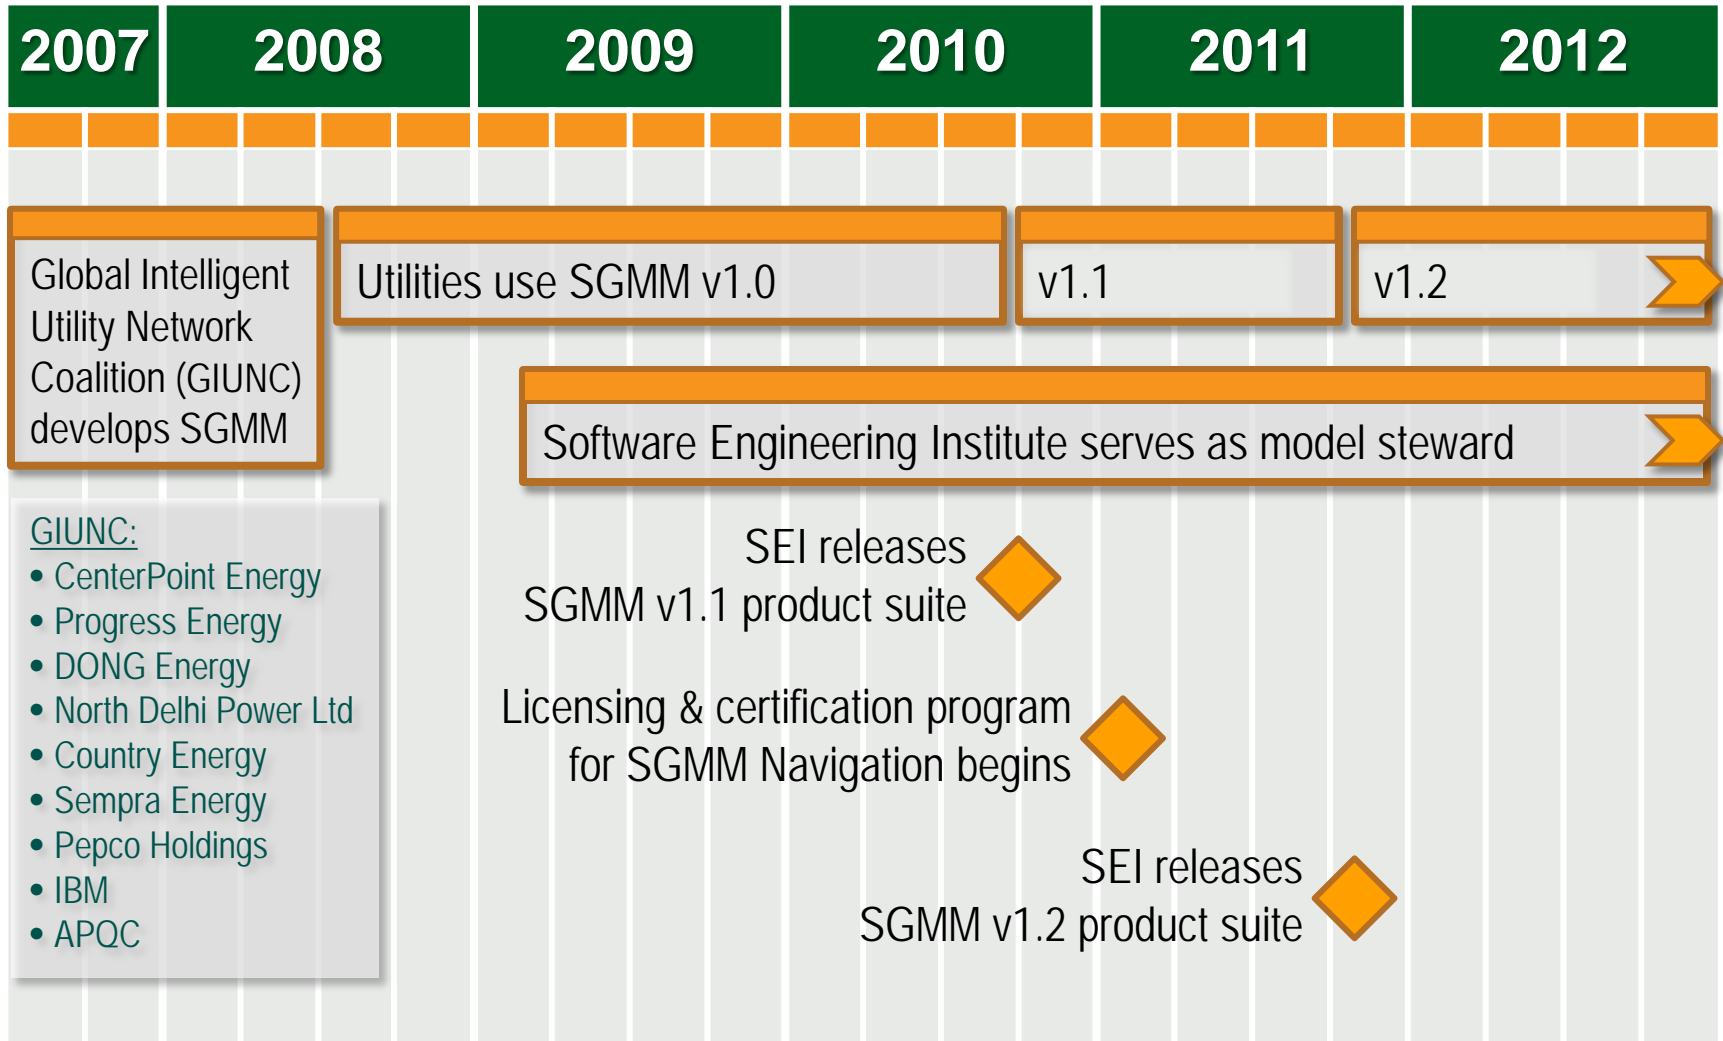 2007 2008 2009 2010 2011 2012
Global Intelligent
Utility Network
Coalition (GIUNC)
develops SGMM
Utilities use SGMM v1.0
v1.1
v1.2
Software Engineering Institute serves as model steward
GIUNC:
• CenterPoint Energy
• Progress Energy
• DONG Energy
• North Delhi Power Ltd
• Country Energy
• Sempra Energy
• Pepco Holdings
• IBM
• APQC
SEI releases
SGMM v1.1 product suite
Licensing & certification program
for SGMM Navigation begins
SEI releases
SGMM v1.2 product suite